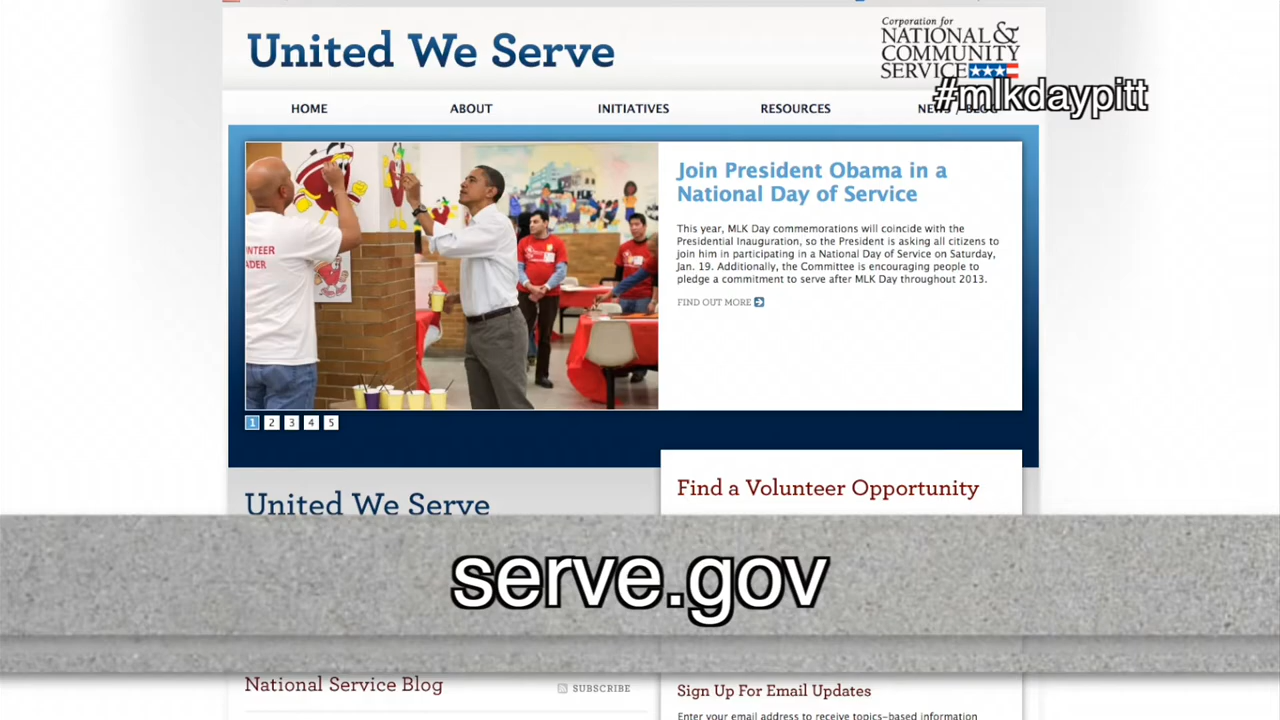 United We Serve
Corporation for
NATIONAL &
COMMUNITY
SERVICE
#mlkdaypitt
HOME
ABOUT
INITIATIVES
RESOURCES
NEWS / BLOG
Join President Obama in a
National Day of Service
This year, MLK Day commemorations will coincide with the
Presidential Inauguration, so the President is asking all citizens to
join him in participating in a National Day of Service on Saturday,
Jan. 19. Additionally, the Committee is encouraging people to
pledge a commitment to serve after MLK Day throughout 2013.
FIND OUT MORE
1 2 3 4 5
United We Serve
Find a Volunteer Opportunity
serve.gov
National Service Blog
SUBSCRIBE
Sign Up For Email Updates
Enter your email address to receive topics-based information